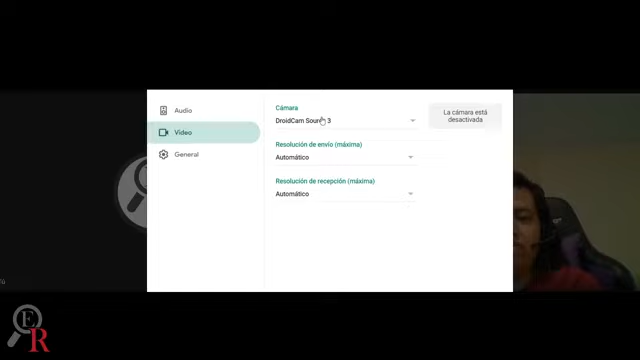 Audio
Video
General
Cámara
DroidCam Source 3
La cámara está
desactivada
Resolución de envío (máxima)
Automático
Resolución de recepción (máxima)
Automático
Tú
E
R